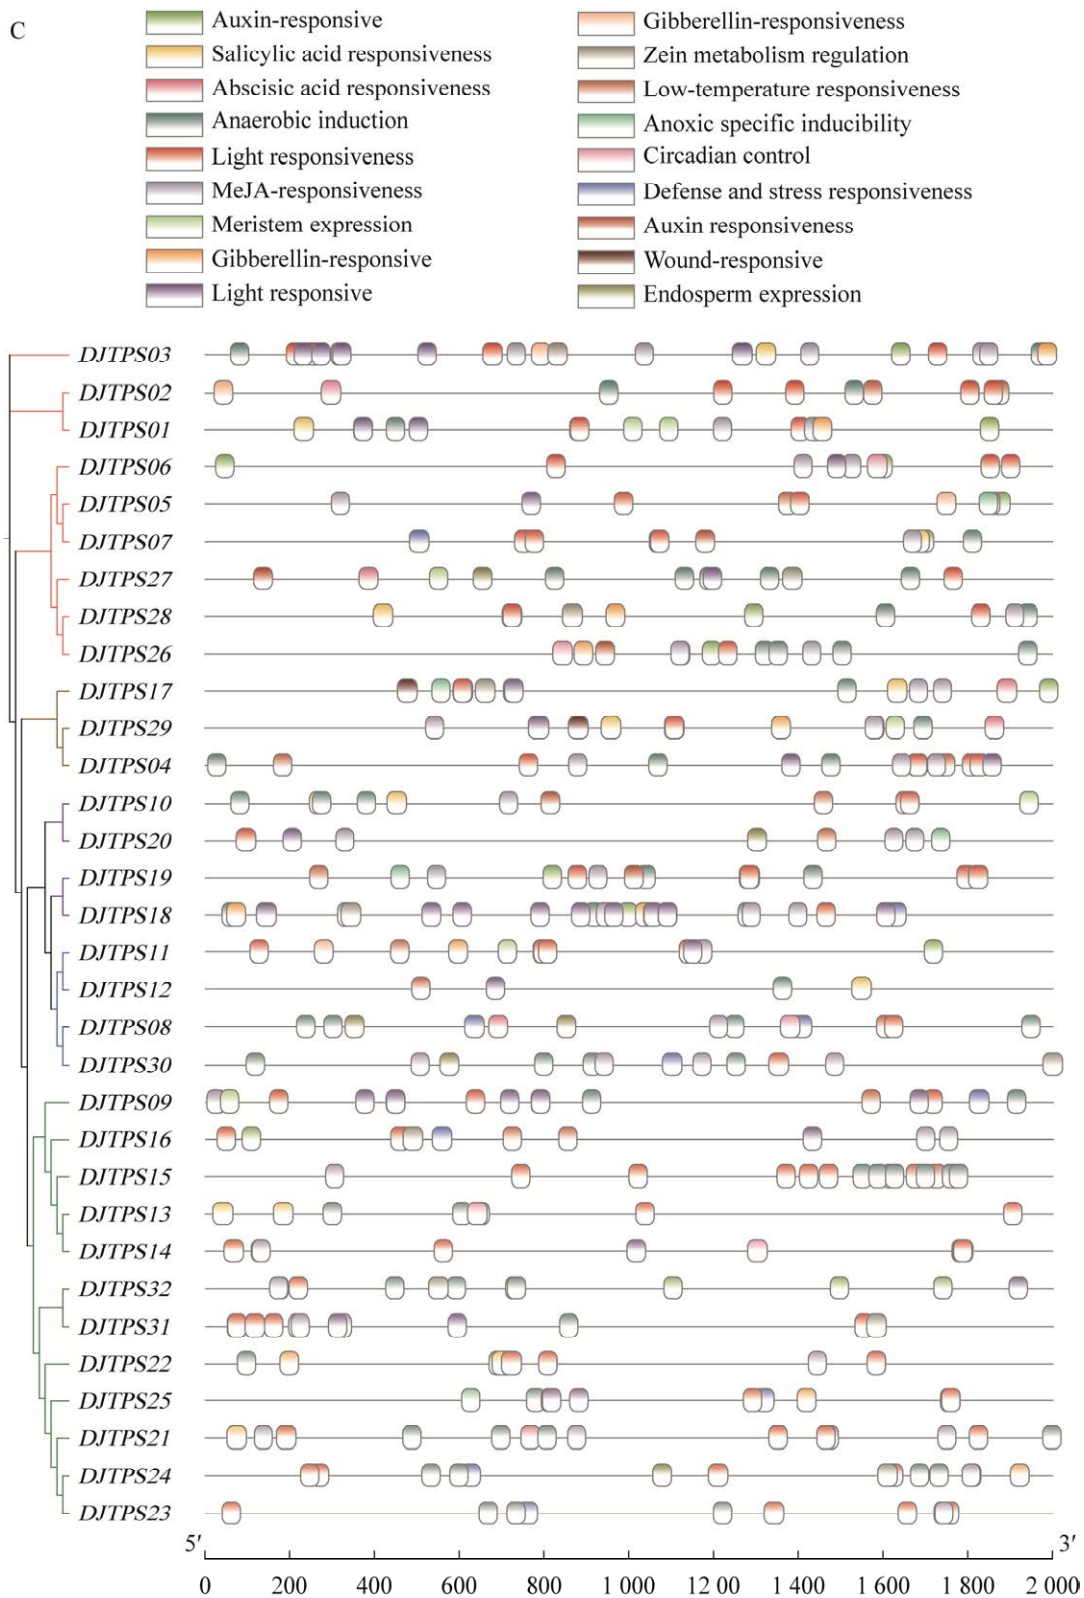 C
Auxin-responsive
Salicylic acid responsiveness
Abscisic acid responsiveness
Anaerobic induction
Light responsiveness
MeJA-responsiveness
Meristem expression
Gibberellin-responsive
Light responsive
Gibberellin-responsiveness
Zein metabolism regulation
Low-temperature responsiveness
Anoxic specific inducibility
Circadian control
Defense and stress responsiveness
Auxin responsiveness
Wound-responsive
Endosperm expression
DJTPS03
DJTPS02
DJTPS01
DJTPS06
DJTPS05
DJTPS07
DJTPS27
DJTPS28
DJTPS26
DJTPS17
DJTPS29
DJTPS04
DJTPS10
DJTPS20
DJTPS19
DJTPS18
DJTPS11
DJTPS12
DJTPS08
DJTPS30
DJTPS09
DJTPS16
DJTPS15
DJTPS13
DJTPS14
DJTPS32
DJTPS31
DJTPS22
DJTPS25
DJTPS21
DJTPS24
DJTPS23
5′ 3′
0 200 400 600 800 1 000 12 00 1 400 1 600 1 800 2 000